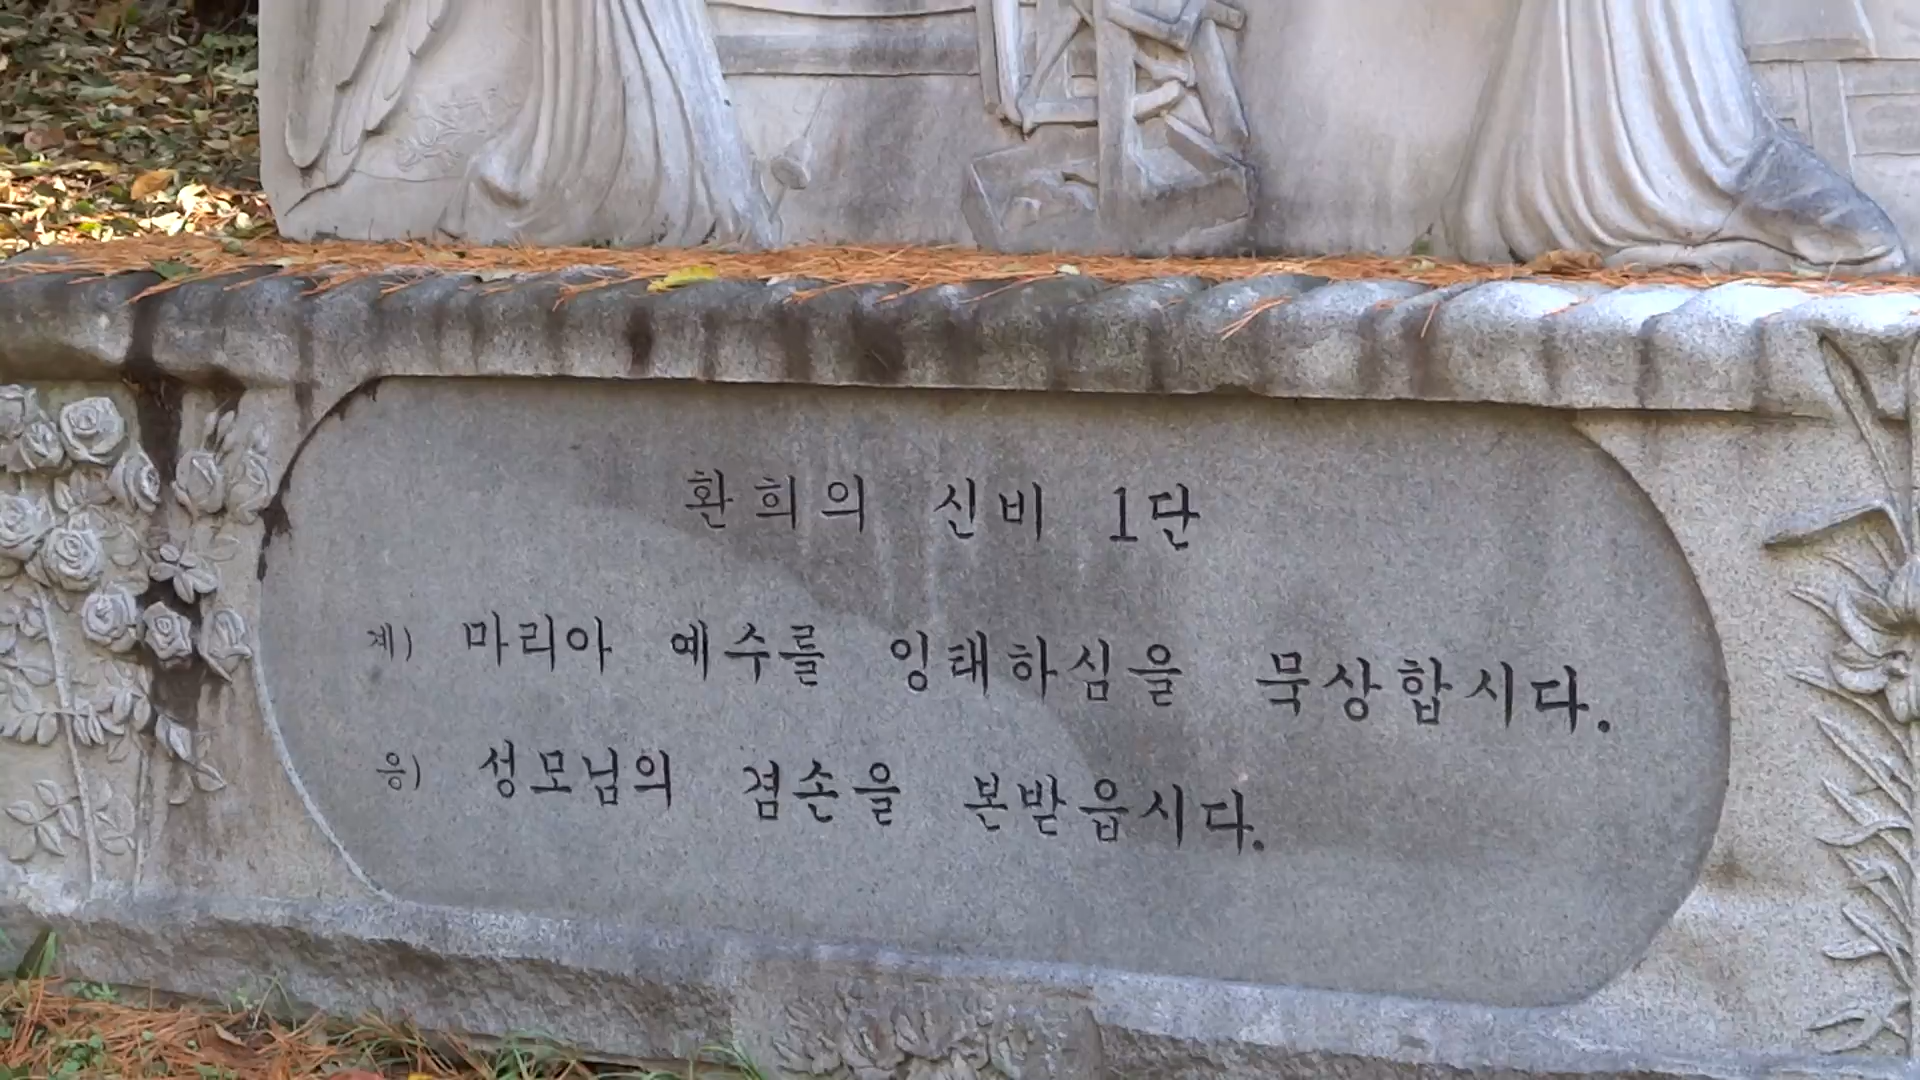 환희의 신비 1단
계) 마리아 예수를 잉태하심을 묵상합시다.
응) 성모님의 겸손을 본받읍시다.